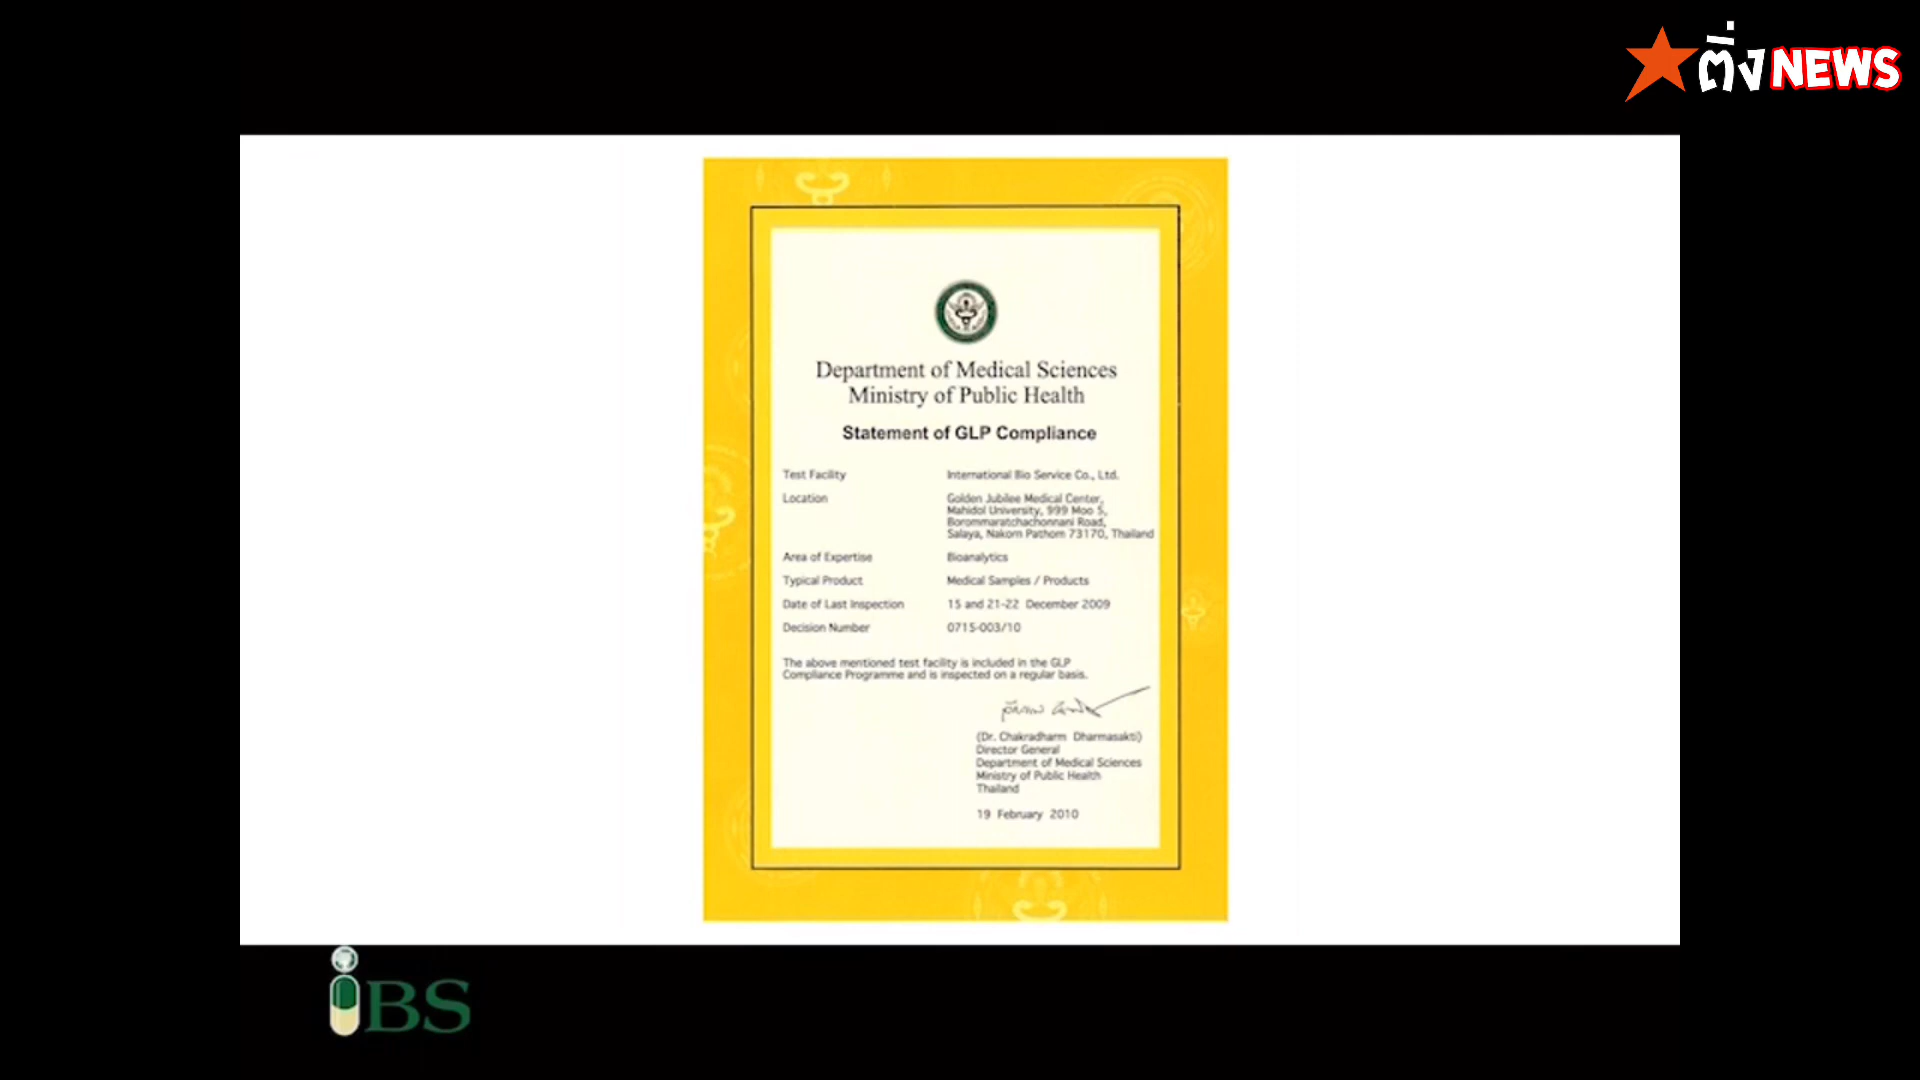 ติ่งNEWS
Department of Medical Sciences
Ministry of Public Health
Statement of GLP Compliance
Test Facility International Bio Service Co., Ltd.
Location Golden Jubilee Medical Center,
Mahidol University, 999 Moo 5,
Borommaratchachonnani Road,
Salaya, Nakorn Pathom 73170, Thailand
Area of Expertise Bioanalytics
Typical Product Medical Samples / Products
Date of Last Inspection 15 and 21-22 December 2009
Decision Number 0715-003/10
The above mentioned test facility is included in the GLP
Compliance Programme and is inspected on a regular basis.
(Dr. Chakradharm Dharmasakti)
Director General
Department of Medical Sciences
Ministry of Public Health
Thailand
19 February 2010
iBS